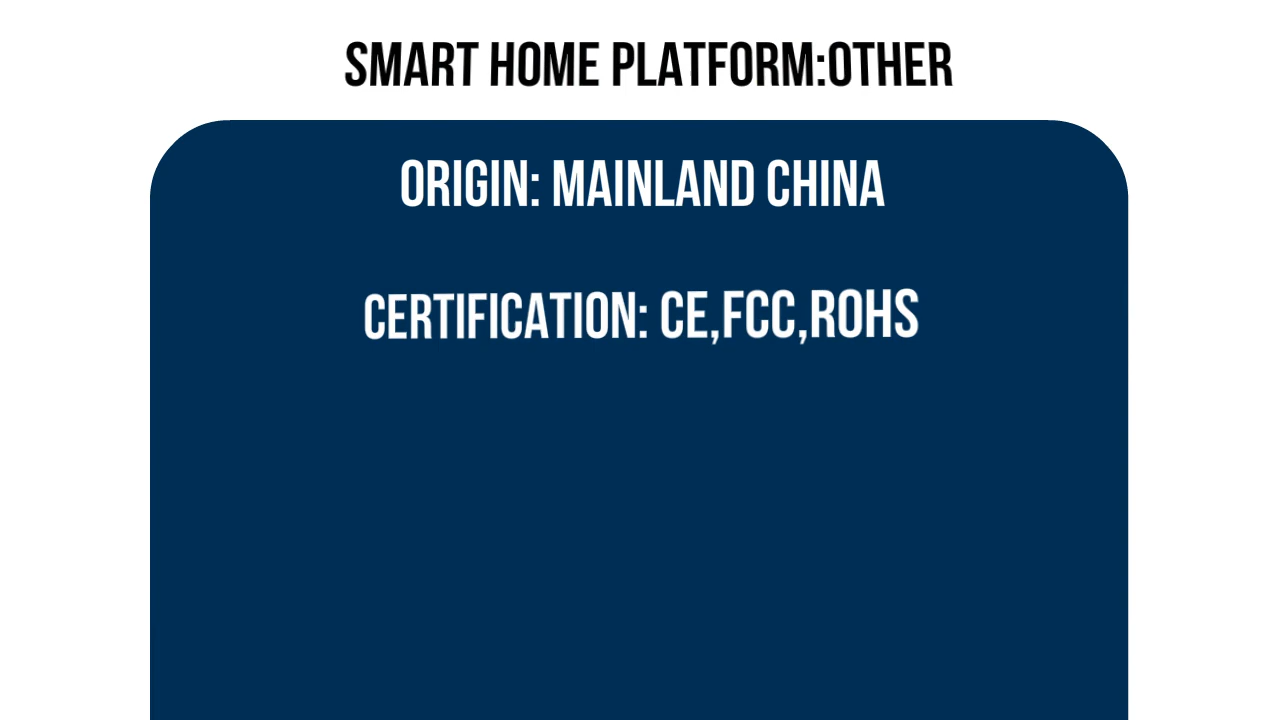 SMART HOME PLATFORM:OTHER
ORIGIN: MAINLAND CHINA
CERTIFICATION: CE,FCC,ROHS